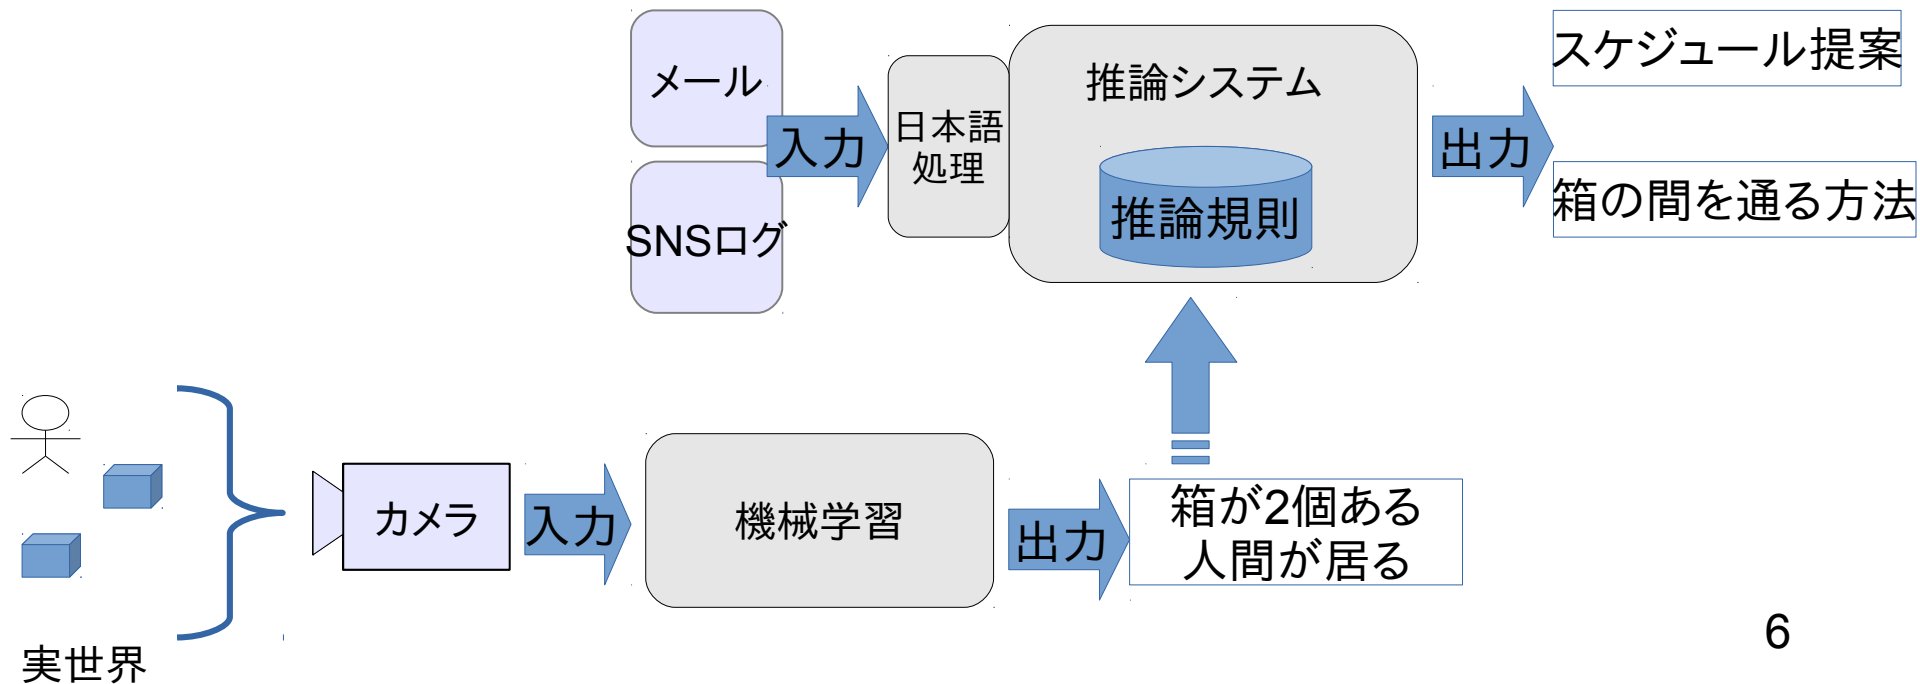 メール
SNSログ
入力
日本語
処理
推論システム
推論規則
出力
スケジュール提案
箱の間を通る方法
実世界
カメラ
入力
機械学習
出力
箱が2個ある
人間が居る
6